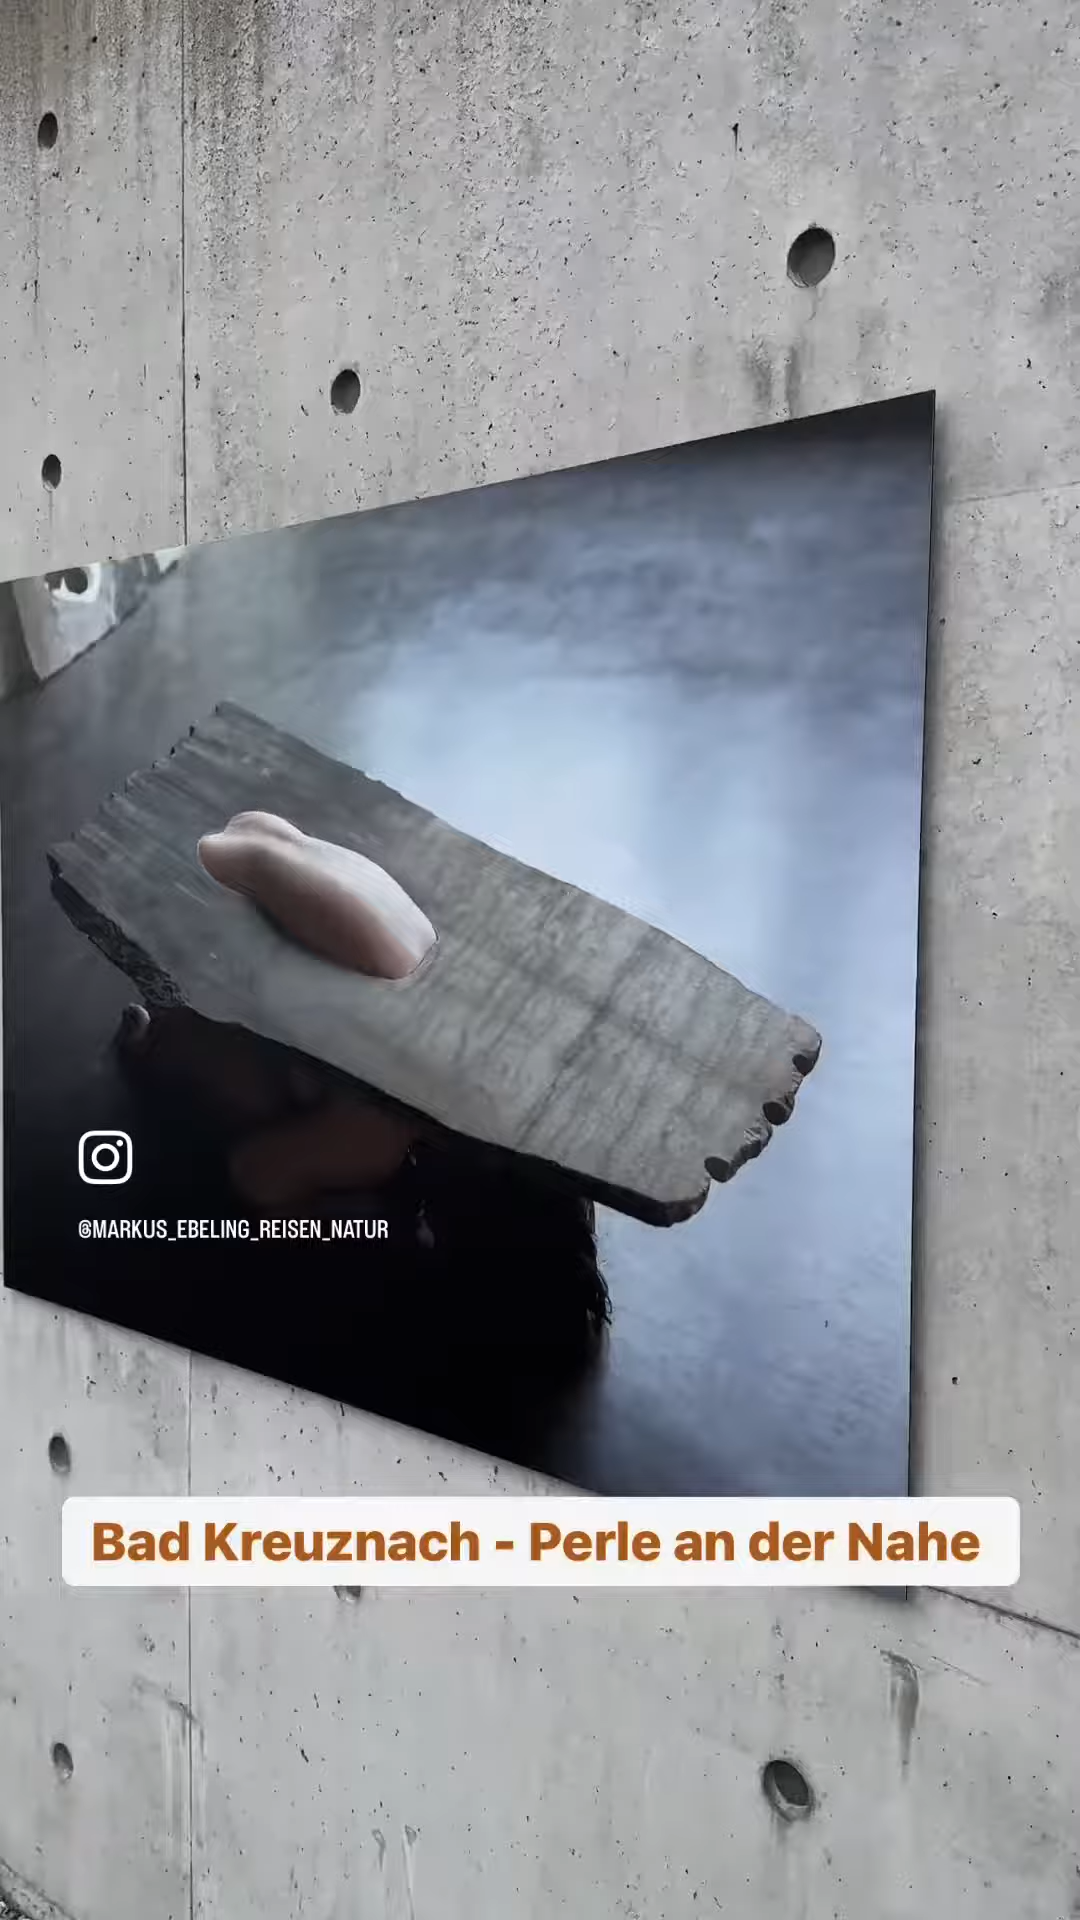 @MARKUS_EBELING_REISEN_NATUR
Bad Kreuznach - Perle an der Nahe